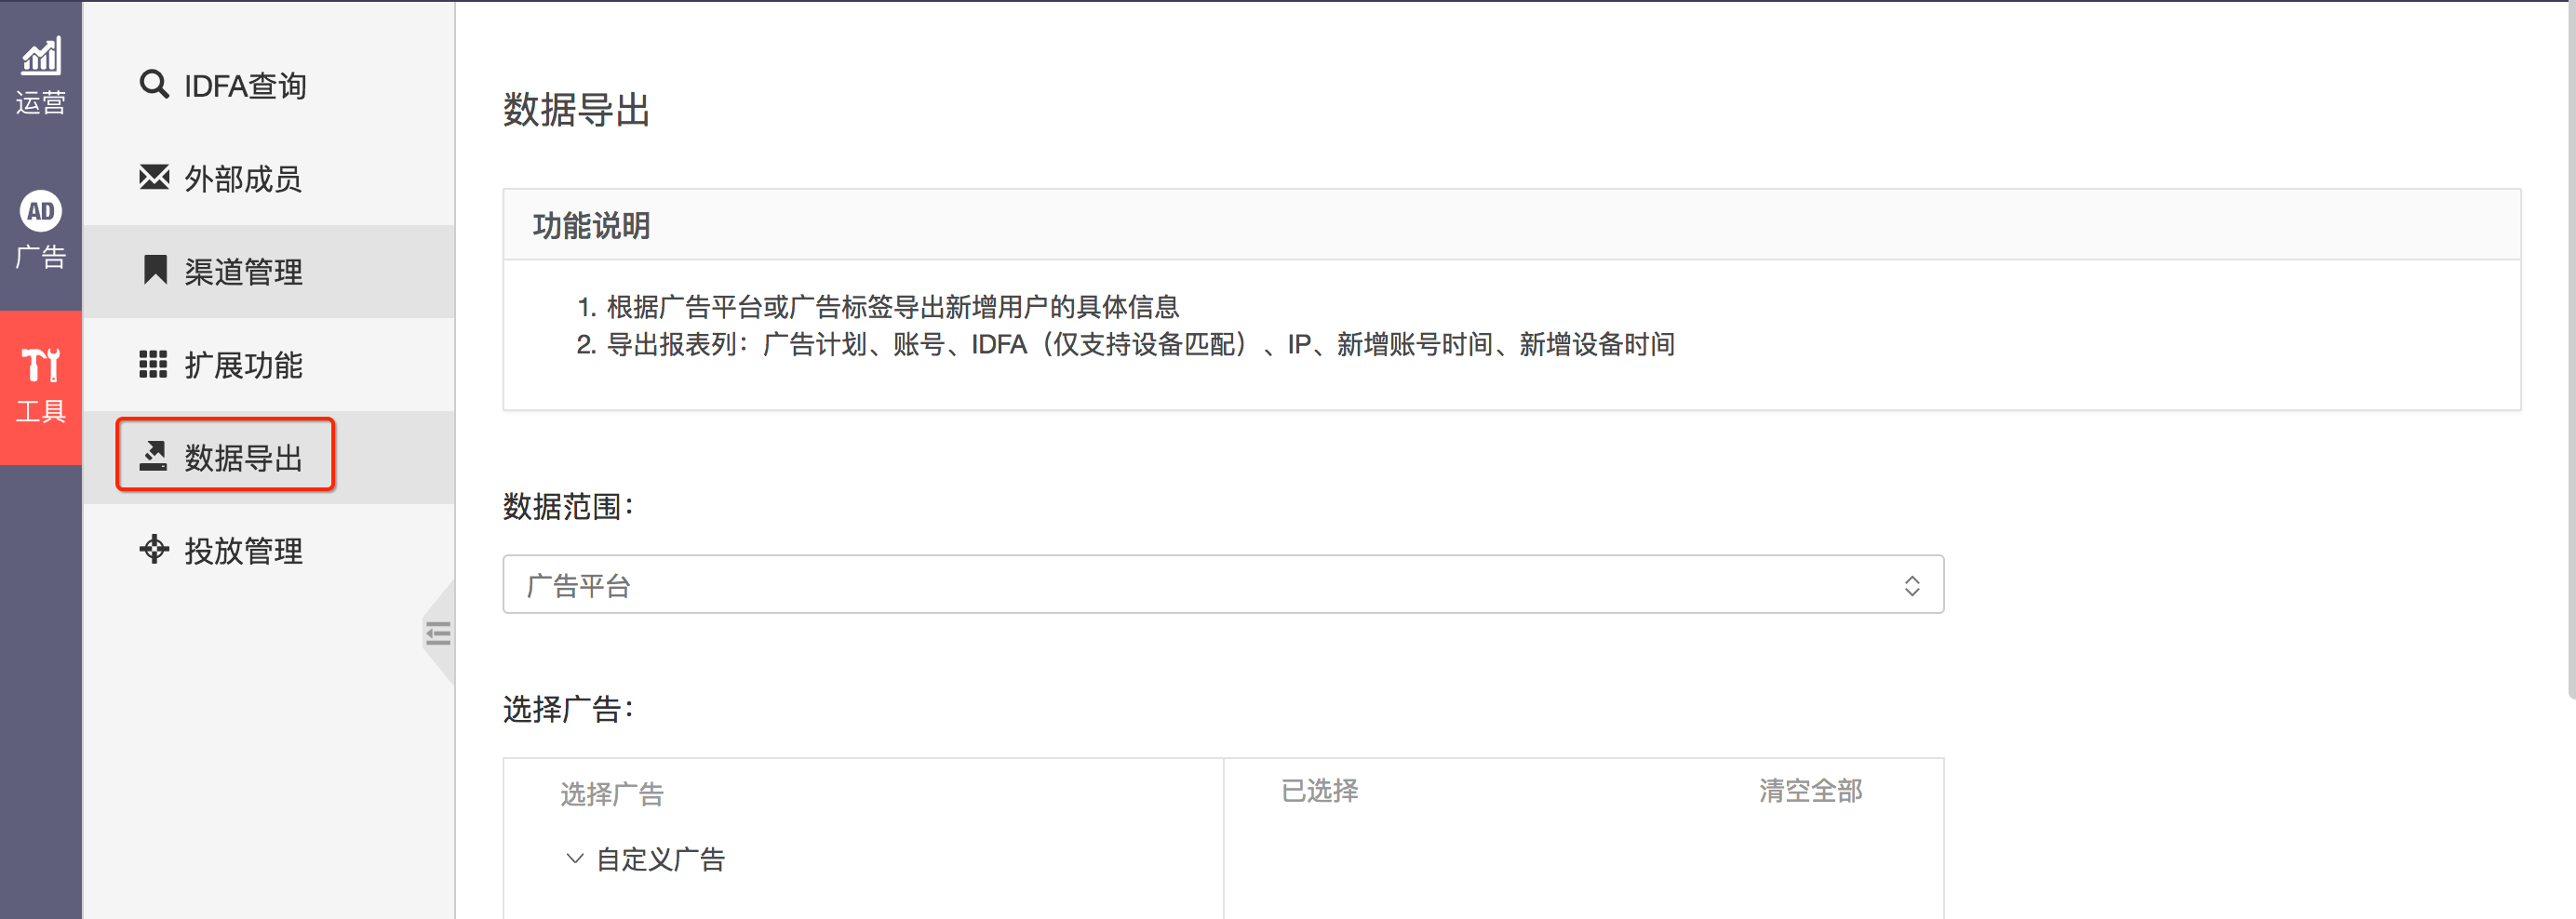 运营
AD
广告
工具
IDFA查询
外部成员
渠道管理
扩展功能
数据导出
投放管理
数据导出
功能说明
1. 根据广告平台或广告标签导出新增用户的具体信息
2. 导出报表列：广告计划、账号、IDFA（仅支持设备匹配）、IP、新增账号时间、新增设备时间
数据范围：
广告平台
选择广告：
选择广告
已选择
清空全部
自定义广告